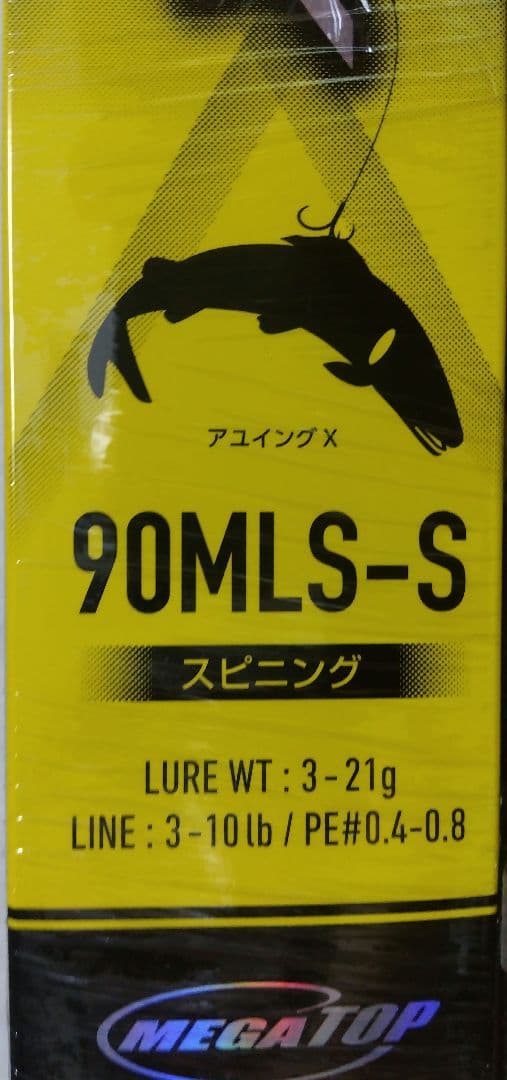 アユイング X
90MLS-S
スピニング
LURE WT : 3-21g
LINE : 3-10lb / PE#0.4-0.8
MEGATOP